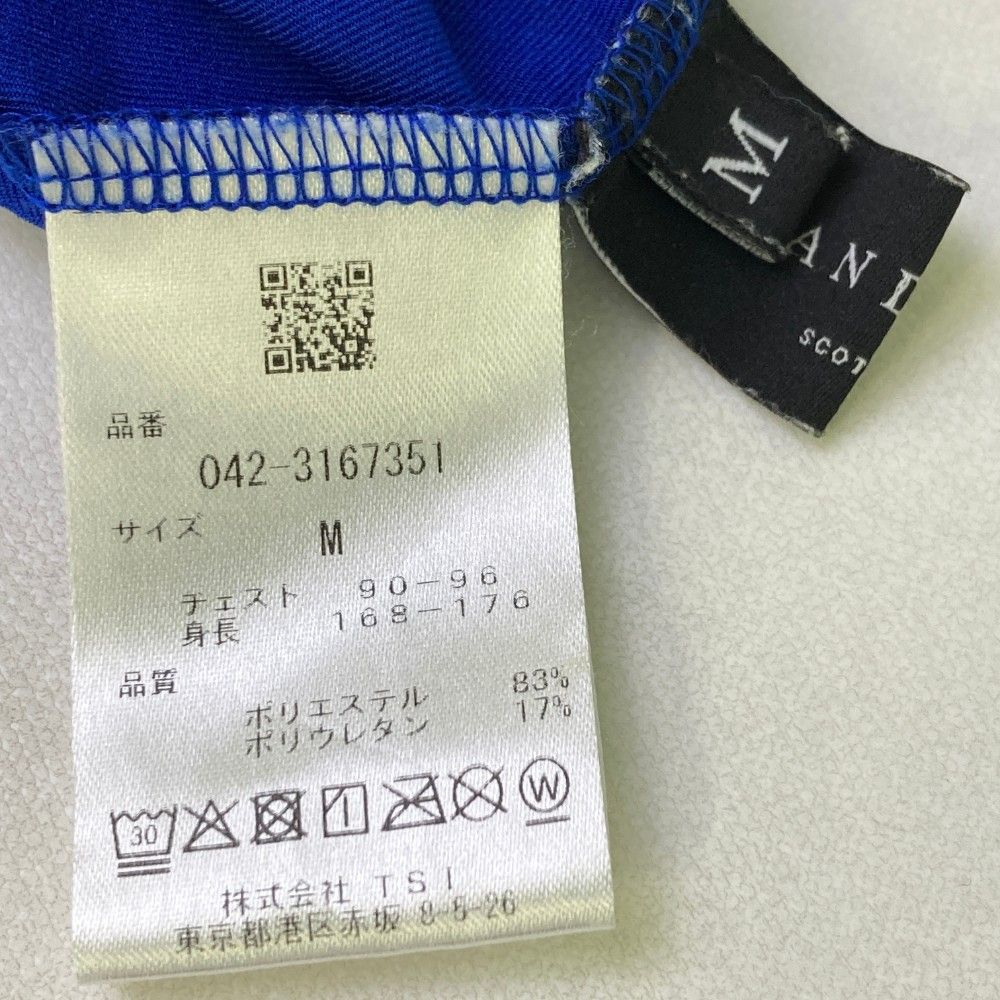 M
AND
SCOT
品番
042-3167351
サイズ
M
チェスト 90-96
身長 168-176
品質
ポリエステル 83%
ポリウレタン 17%
30
W
株式会社 TSI
東京都港区赤坂 8-5-26